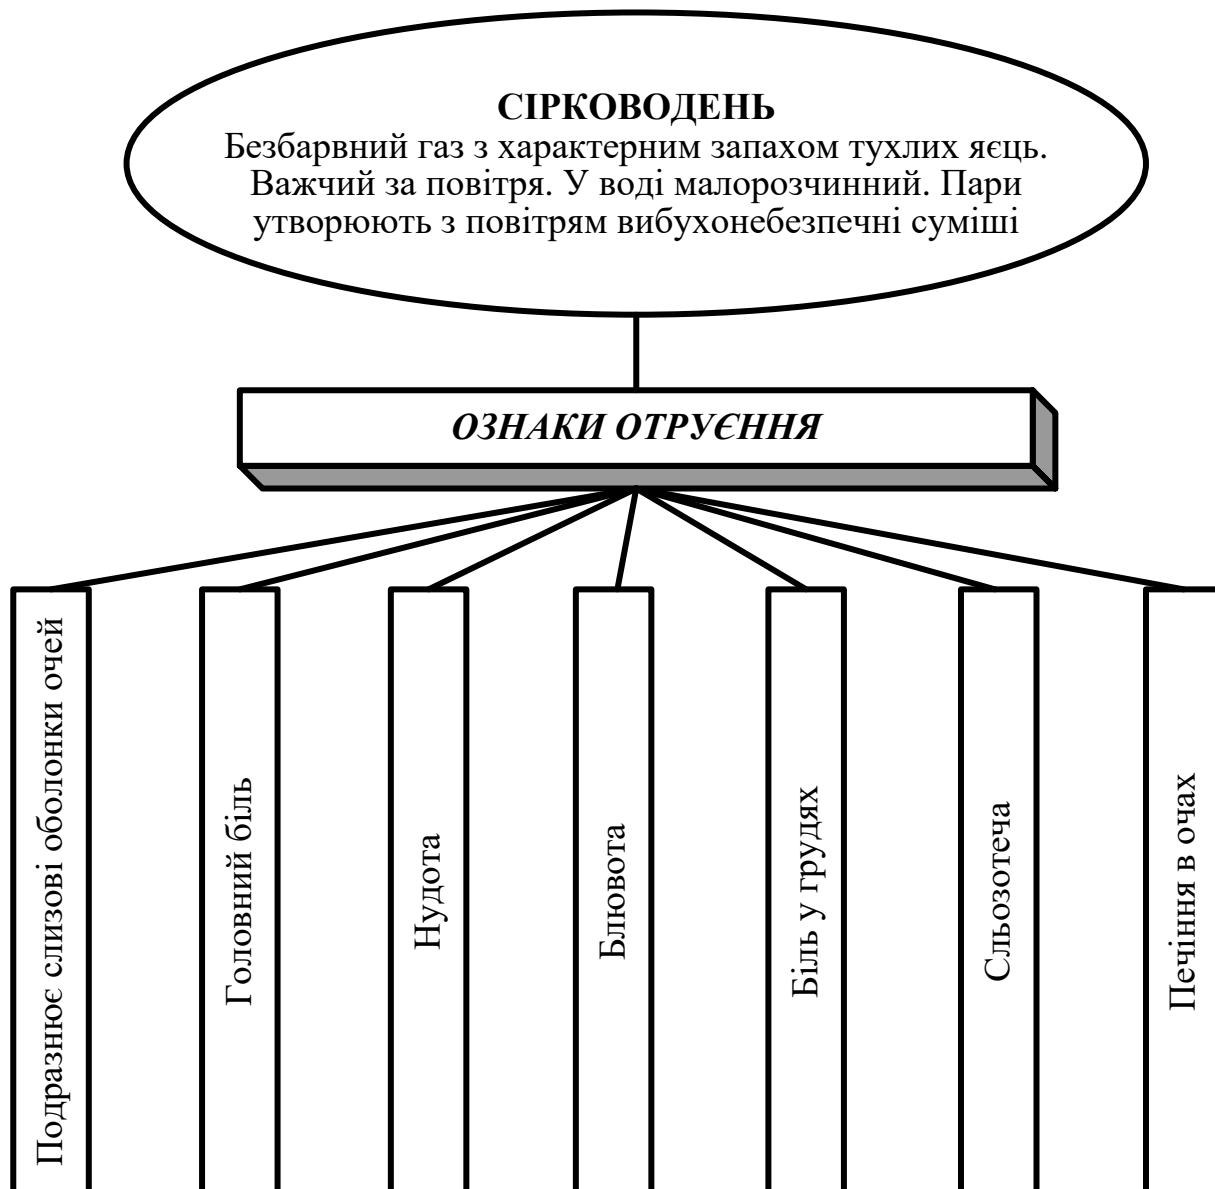 СІРКОВОДЕНЬ
Безбарвний газ з характерним запахом тухлих яєць.
Важчий за повітря. У воді малорозчинний. Пари
утворюють з повітрям вибухонебезпечні суміші
ОЗНАКИ ОТРУЄННЯ
Подразнює слизові оболонки очей
Головний біль
Нудота
Блювота
Біль у грудях
Сльозотеча
Печіння в очах